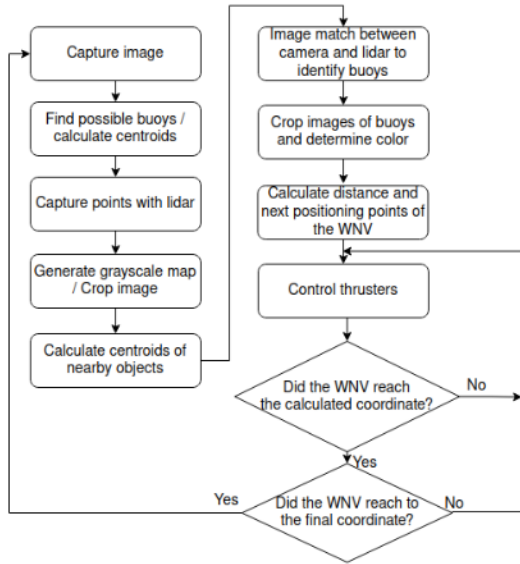 Capture image
Find possible buoys /
calculate centroids
Capture points with lidar
Generate grayscale map
/ Crop image
Calculate centroids of
nearby objects
Image match between
camera and lidar to
identify buoys
Crop images of buoys
and determine color
Calculate distance and
next positioning points of
the WNV
Control thrusters
Did the WNV reach
the calculated coordinate?
No
Yes
Did the WNV reach to
the final coordinate?
Yes
No